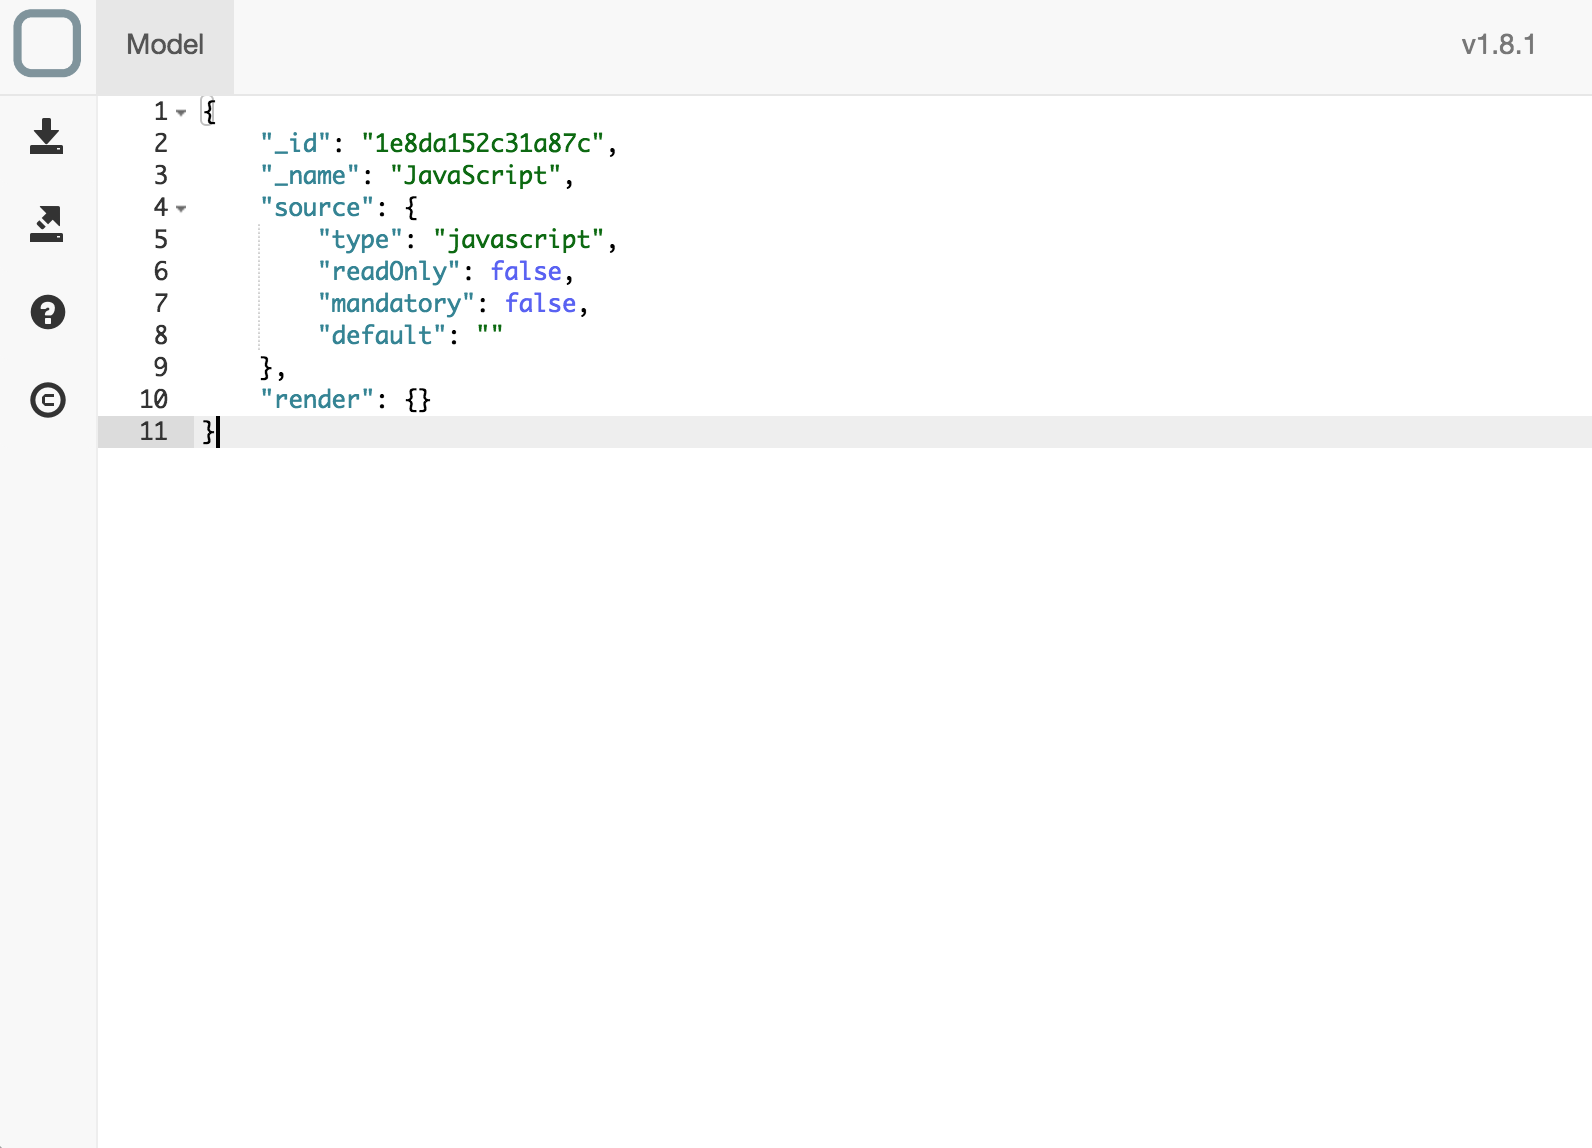 Model
v1.8.1
1 {
2     "_id": "1e8da152c31a87c",
3     "_name": "JavaScript",
4     "source": {
5         "type": "javascript",
6         "readOnly": false,
7         "mandatory": false,
8         "default": ""
9     },
10     "render": {}
11 }